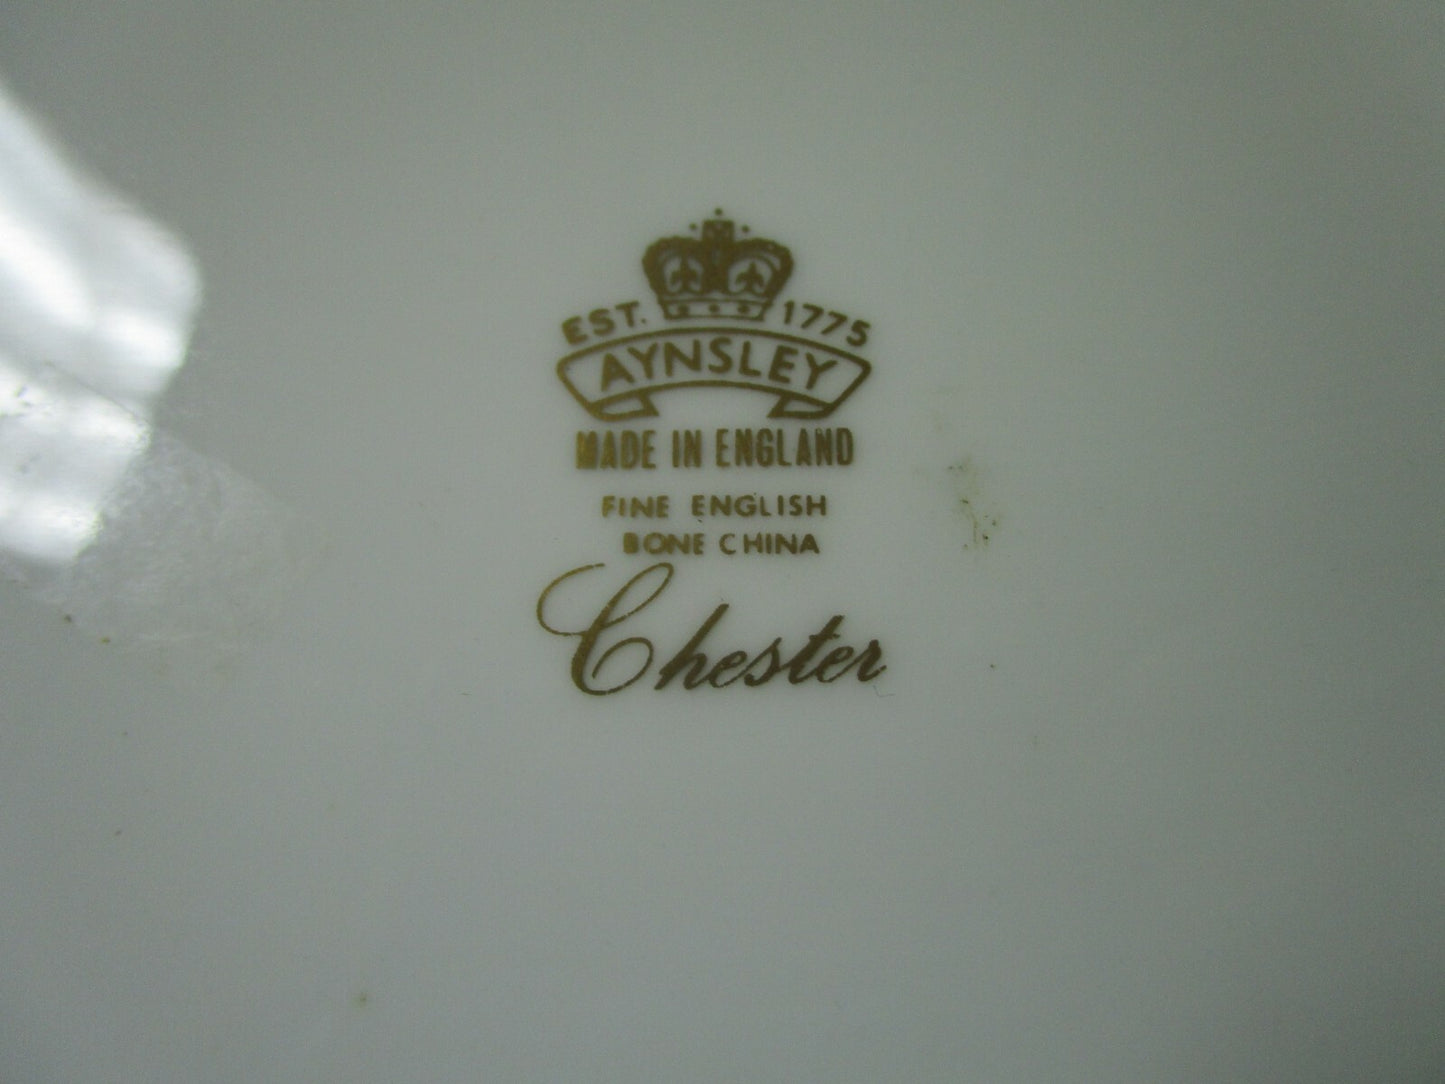 EST. 1775
AYNSLEY
MADE IN ENGLAND
FINE ENGLISH
BONE CHINA
Chester